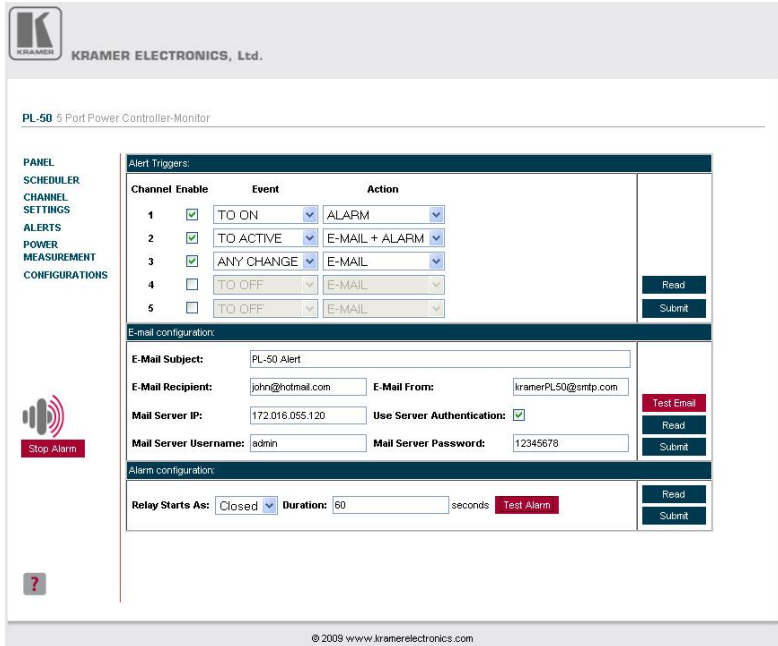 KRAMER
KRAMER ELECTRONICS, Ltd.
PL-50 5 Port Power Controller-Monitor
PANEL
SCHEDULER
CHANNEL
SETTINGS
ALERTS
POWER
MEASUREMENT
CONFIGURATIONS
Stop Alarm
?
Alert Triggers:
Channel Enable Event Action
1 TO ON ALARM
2 TO ACTIVE E-MAIL + ALARM
3 ANY CHANGE E-MAIL
4 TO OFF E-MAIL
5 TO OFF E-MAIL
Read
Submit
E-mail configuration:
E-Mail Subject: PL-50 Alert
E-Mail Recipient: john@hotmail.com E-Mail From: kramerPL50@smtp.com
Mail Server IP: 172.016.055.120 Use Server Authentication:
Mail Server Username: admin Mail Server Password: 12345678
Test Email
Read
Submit
Alarm configuration:
Relay Starts As: Closed Duration: 60 seconds Test Alarm
Read
Submit
© 2009 www.kramerelectronics.com